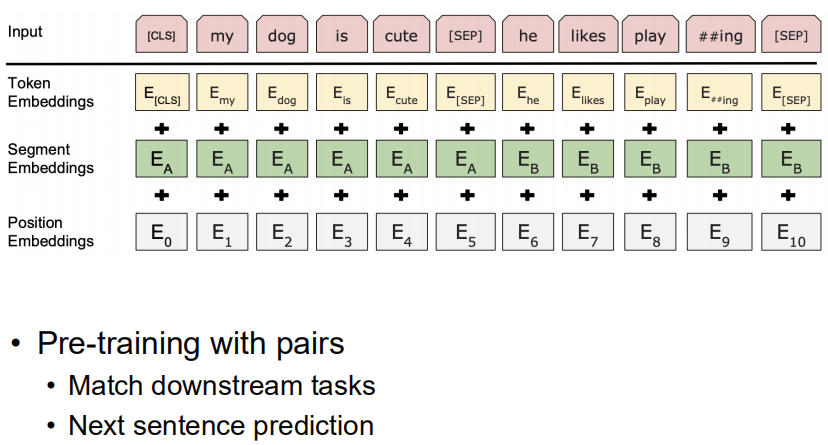 Input [CLS] my dog is cute [SEP] he likes play ##ing [SEP]
Token
Embeddings
E[CLS] Emy Edog Eis Ecute E[SEP] Ehe Elikes Eplay E##ing E[SEP]
+ + + + + + + + + + +
Segment
Embeddings
EA EA EA EA EA EA EB EB EB EB EB
+ + + + + + + + + + +
Position
Embeddings
E0 E1 E2 E3 E4 E5 E6 E7 E8 E9 E10
• Pre-training with pairs
• Match downstream tasks
• Next sentence prediction